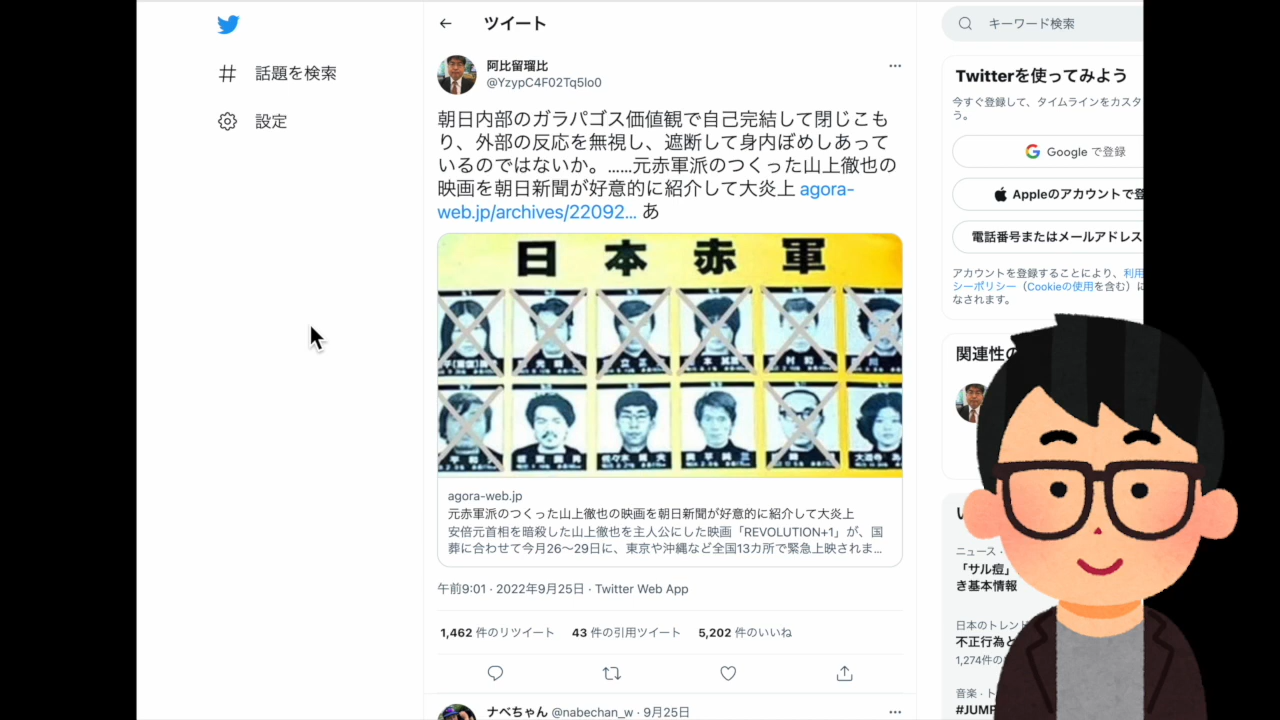 ツイート
キーワード検索
話題を検索
設定
阿比留瑠比
@YzypC4F02Tq5lo0
朝日内部のガラパゴス価値観で自己完結して閉じこも
り、外部の反応を無視し、遮断して身内ぼめしあって
いるのではないか。……元赤軍派のつくった山上徹也の
映画を朝日新聞が好意的に紹介して大炎上 agora-
web.jp/archives/22092... あ
日本赤軍
agora-web.jp
元赤軍派のつくった山上徹也の映画を朝日新聞が好意的に紹介して大炎上
安倍元首相を暗殺した山上徹也を主人公にした映画「REVOLUTION+1」が、国
葬に合わせて今月26〜29日に、東京や沖縄など全国13カ所で緊急上映されま...
午前9:01 · 2022年9月25日 · Twitter Web App
1,462 件のリツイート 43 件の引用ツイート 5,202 件のいいね
ナベちゃん @nabechan_w · 9月25日
Twitterを使ってみよう
今すぐ登録して、タイムラインをカスタ
う。
Google で登録
Appleのアカウントで登
電話番号またはメールアドレス
アカウントを登録することにより、利用
シーポリシー（Cookieの使用を含む）に
なされます。
関連性の
ニュース ·
「サル痘」
き基本情報
日本のトレンド
不正行為と
1,274件の
音楽 · ト
#JUMP